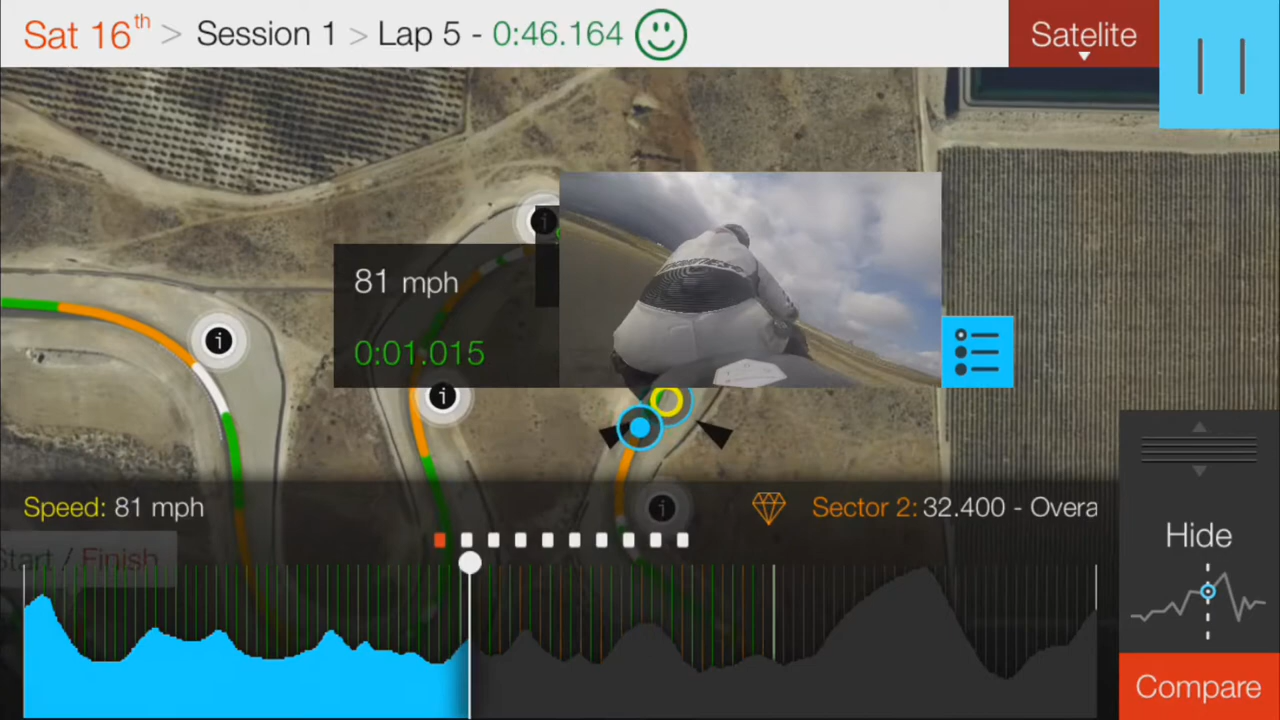 Sat 16th > Session 1 > Lap 5 - 0:46.164
Satelite
81 mph
0:01.015
Speed: 81 mph
Sector 2: 32.400 - Overa
Start / Finish
Hide
Compare